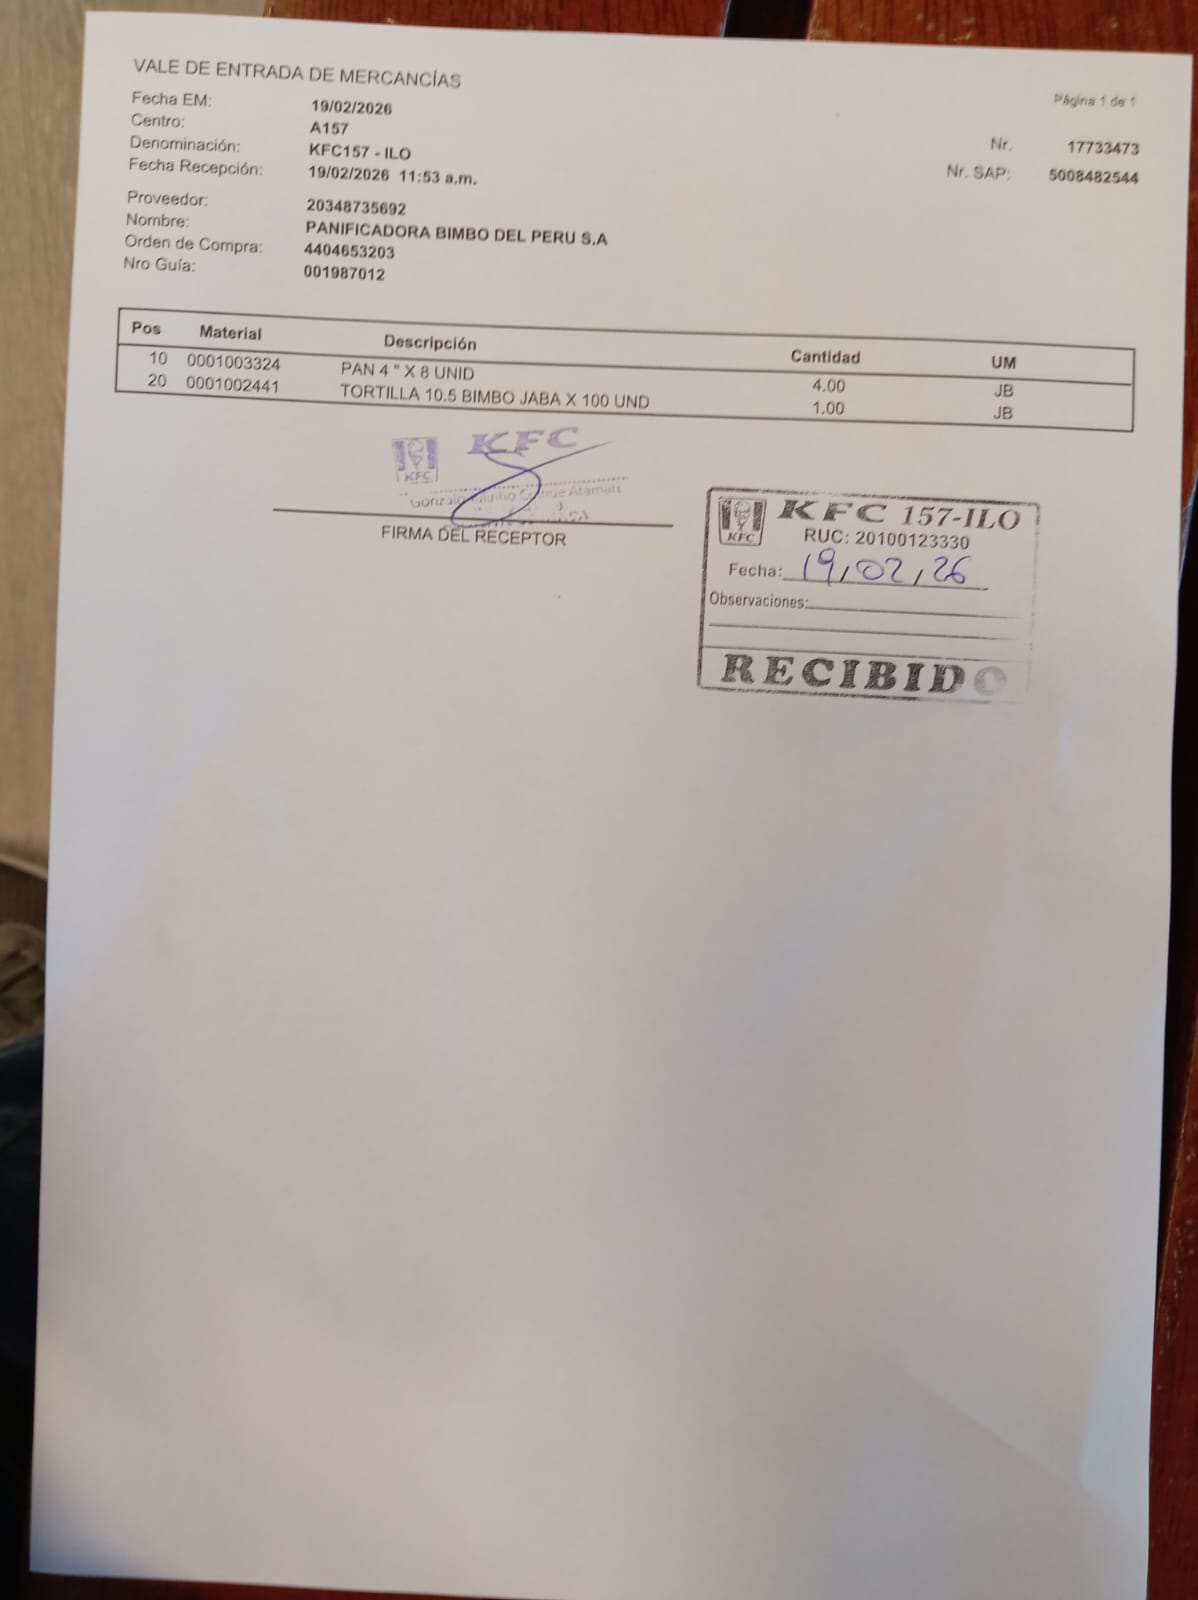 VALE DE ENTRADA DE MERCANCÍAS
Página 1 de 1
Fecha EM: 19/02/2026
Centro: A157
Denominación: KFC157 - ILO
Nr. 17733473
Fecha Recepción: 19/02/2026 11:53 a.m.
Nr. SAP: 5008482544
Proveedor: 20348735692
Nombre: PANIFICADORA BIMBO DEL PERU S.A
Orden de Compra: 4404653203
Nro Guía: 001987012
Pos Material Descripción Cantidad UM
10 0001003324 PAN 4 " X 8 UNID 4.00 JB
20 0001002441 TORTILLA 10.5 BIMBO JABA X 100 UND 1.00 JB
KFC
KFC
Gonzalo
FIRMA DEL RECEPTOR
KFC
KFC 157-ILO
RUC: 20100123330
Fecha: 19/02/26
Observaciones:
RECIBIDO